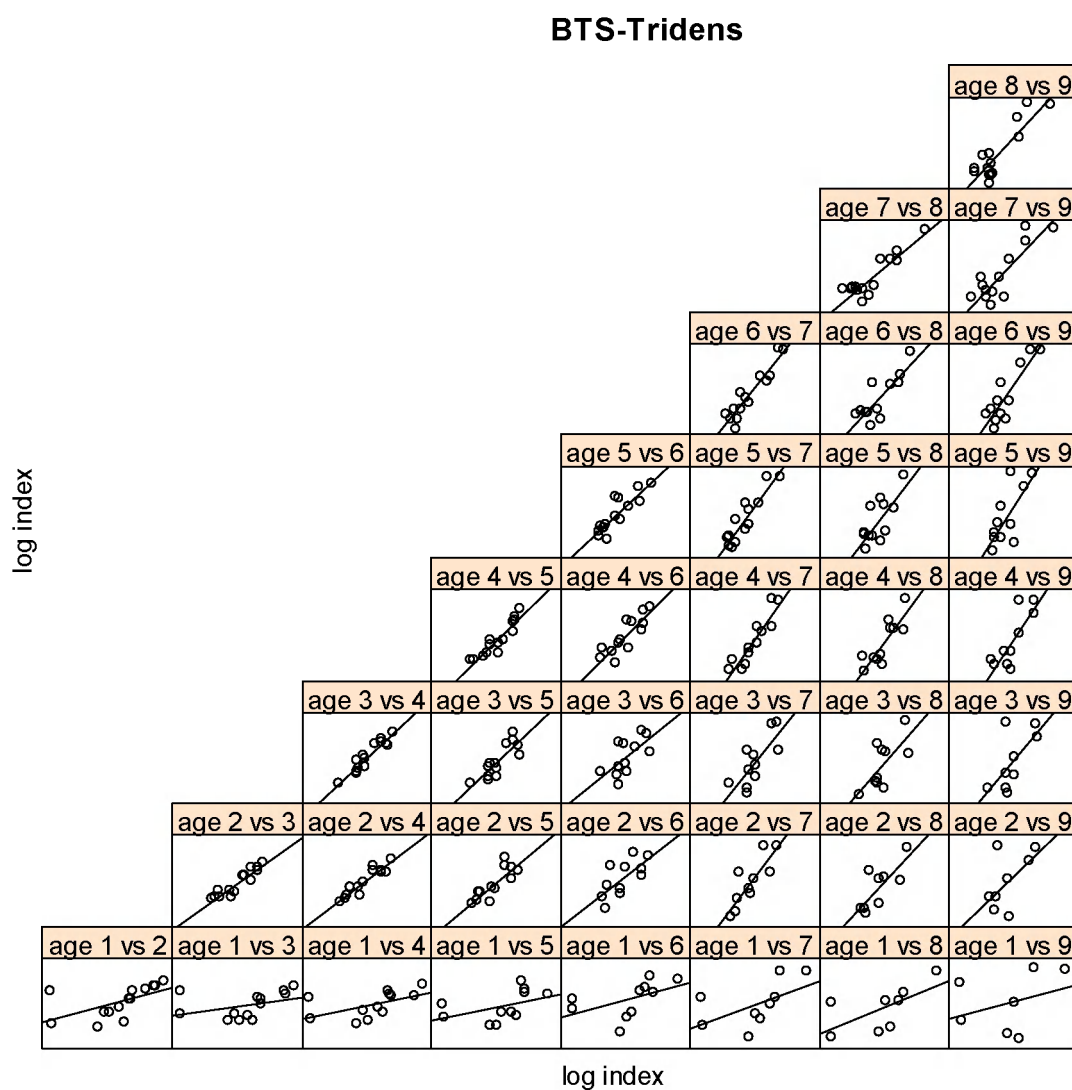 BTS-Tridens
age 8 vs 9
age 7 vs 8 age 7 vs 9
age 6 vs 7 age 6 vs 8 age 6 vs 9
age 5 vs 6 age 5 vs 7 age 5 vs 8 age 5 vs 9
age 4 vs 5 age 4 vs 6 age 4 vs 7 age 4 vs 8 age 4 vs 9
age 3 vs 4 age 3 vs 5 age 3 vs 6 age 3 vs 7 age 3 vs 8 age 3 vs 9
age 2 vs 3 age 2 vs 4 age 2 vs 5 age 2 vs 6 age 2 vs 7 age 2 vs 8 age 2 vs 9
age 1 vs 2 age 1 vs 3 age 1 vs 4 age 1 vs 5 age 1 vs 6 age 1 vs 7 age 1 vs 8 age 1 vs 9
log index
log index